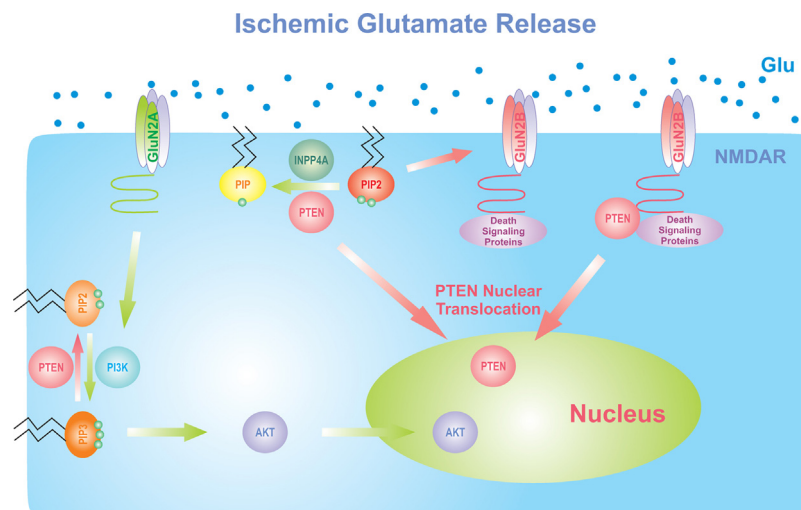 Ischemic Glutamate Release
Glu
GluN2A
GluN2B
GluN2B
NMDAR
INPP4A
PIP
PIP2
PTEN
Death
Signaling
Proteins
PTEN
Death
Signaling
Proteins
PIP2
PTEN Nuclear
Translocation
PTEN
PI3K
PTEN
Nucleus
PIP3
AKT
AKT